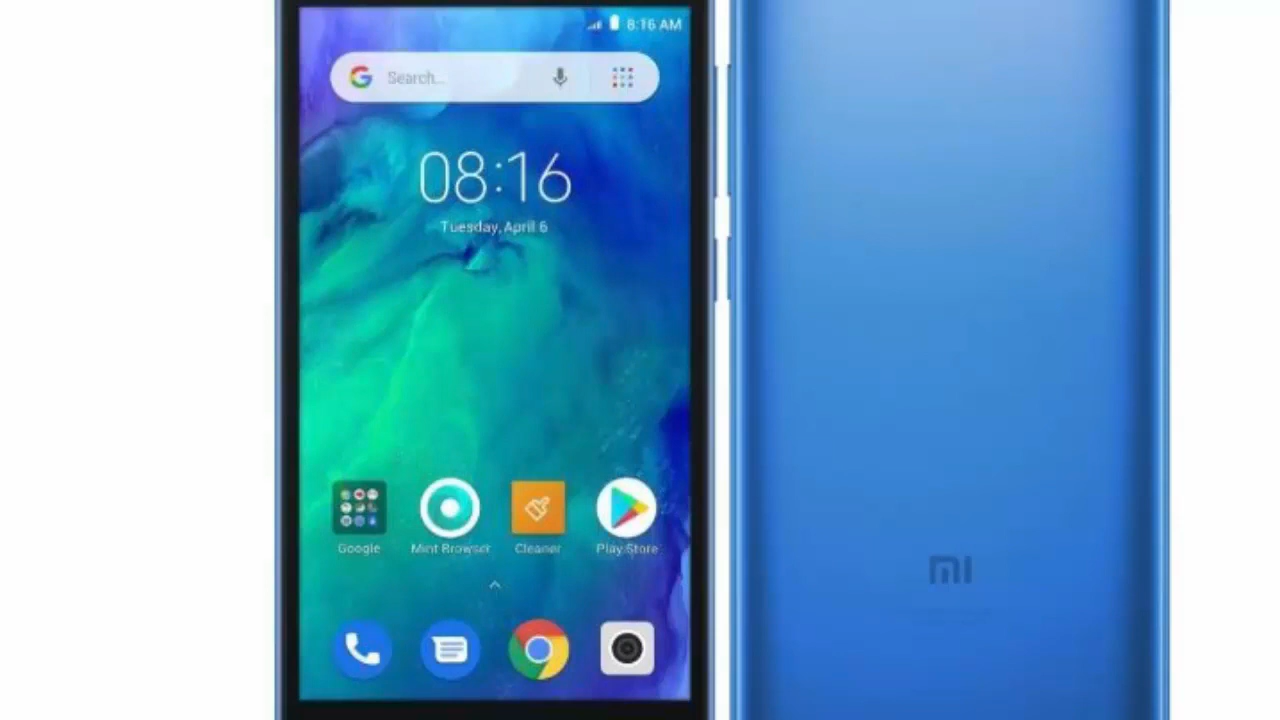 8:16 AM
Search...
08:16
Tuesday, April 6
Google
Mint Browser
Cleaner
Play Store
MI